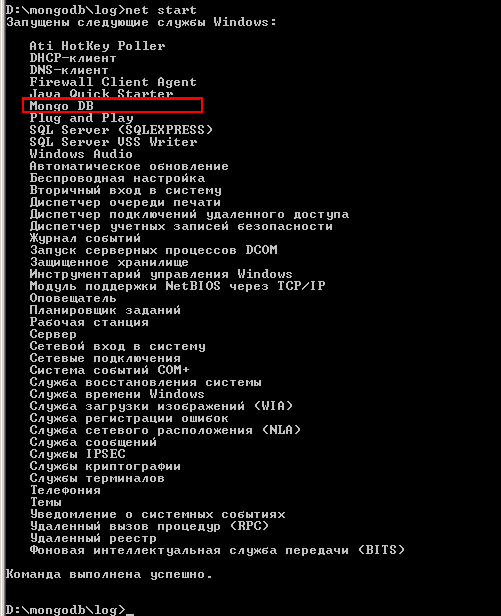 D:\mongodb\log>net start
Запущены следующие службы Windows:
Ati HotKey Poller
DHCP-клиент
DNS-клиент
Firewall Client Agent
Java Quick Starter
Mongo DB
Plug and Play
SQL Server (SQLEXPRESS)
SQL Server VSS Writer
Windows Audio
Автоматическое обновление
Беспроводная настройка
Вторичный вход в систему
Диспетчер очереди печати
Диспетчер подключений удаленного доступа
Диспетчер учетных записей безопасности
Журнал событий
Запуск серверных процессов DCOM
Защищенное хранилище
Инструментарий управления Windows
Модуль поддержки NetBIOS через TCP/IP
Оповещатель
Планировщик заданий
Рабочая станция
Сервер
Сетевой вход в систему
Сетевые подключения
Система событий COM+
Служба восстановления системы
Служба времени Windows
Служба загрузки изображений (WIA)
Служба регистрации ошибок
Служба сетевого расположения (NLA)
Служба сообщений
Службы IPSEC
Службы криптографии
Службы терминалов
Телефония
Темы
Уведомление о системных событиях
Удаленный вызов процедур (RPC)
Удаленный реестр
Фоновая интеллектуальная служба передачи (BITS)
Команда выполнена успешно.
D:\mongodb\log>_